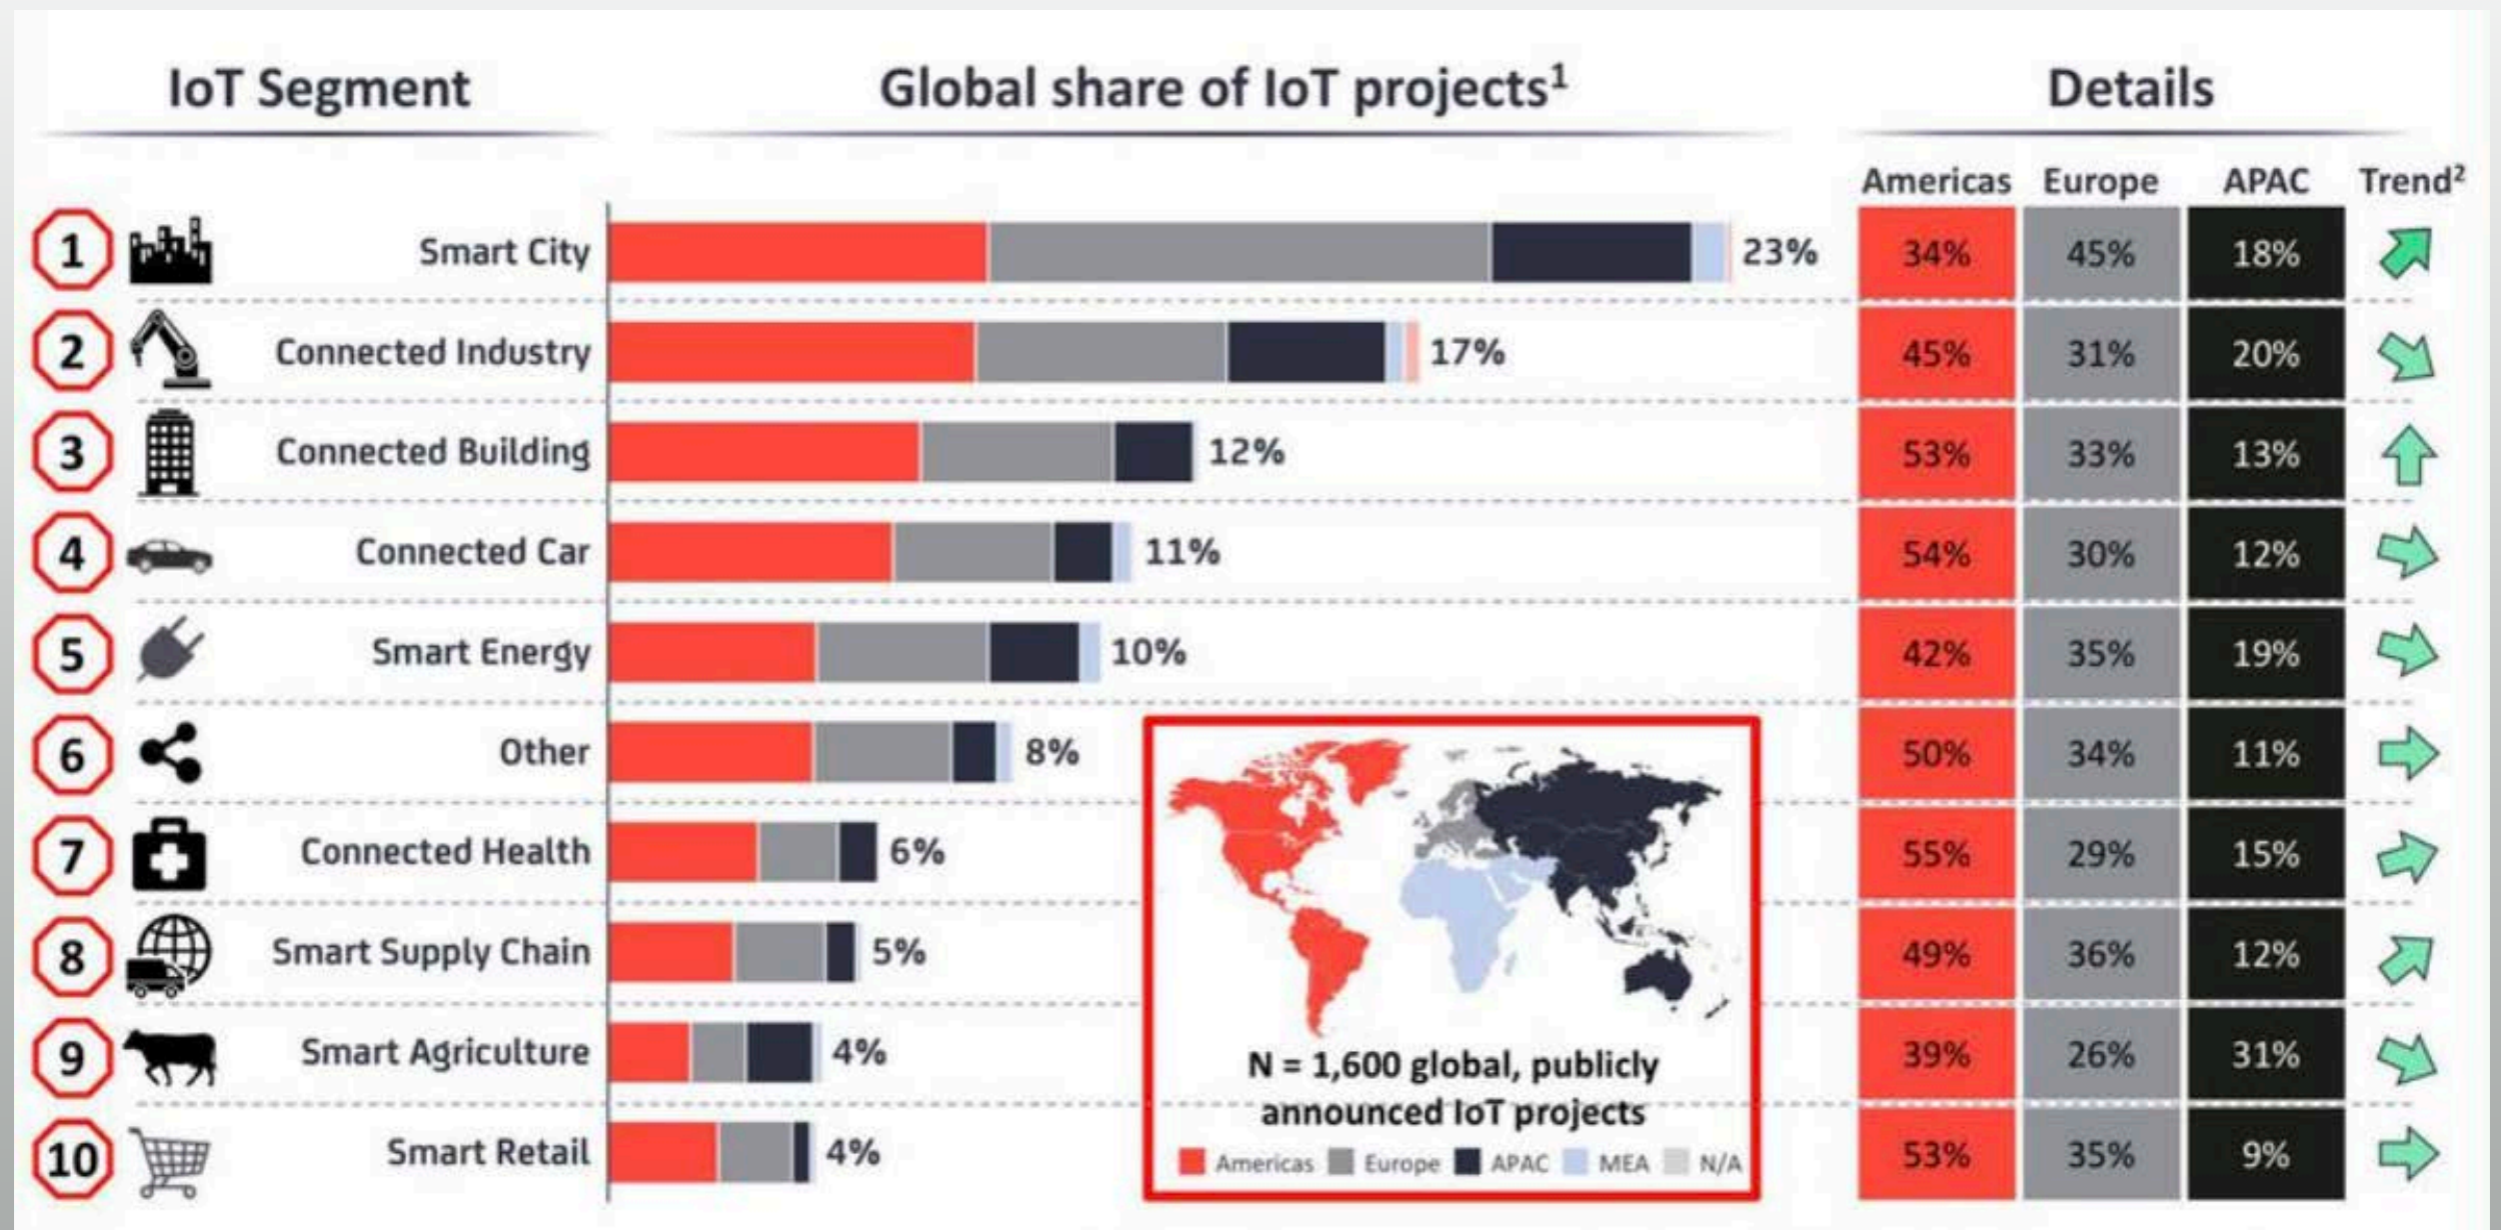 IoT Segment
Global share of IoT projects¹
Details
Americas Europe APAC Trend²
1 Smart City 23% 34% 45% 18%
2 Connected Industry 17% 45% 31% 20%
3 Connected Building 12% 53% 33% 13%
4 Connected Car 11% 54% 30% 12%
5 Smart Energy 10% 42% 35% 19%
6 Other 8% 50% 34% 11%
7 Connected Health 6% 55% 29% 15%
8 Smart Supply Chain 5% 49% 36% 12%
9 Smart Agriculture 4% 39% 26% 31%
10 Smart Retail 4% 53% 35% 9%
N = 1,600 global, publicly
announced IoT projects
Americas Europe APAC MEA N/A